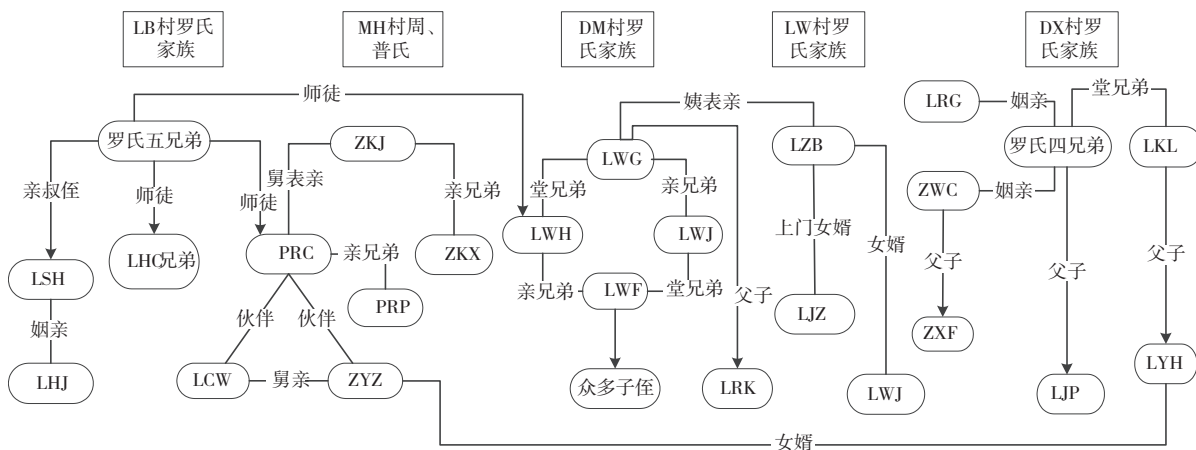 LB村罗氏
家族
MH村周、
普氏
DM村罗
氏家族
LW村罗
氏家族
DX村罗
氏家族
师徒
姨表亲
LRG
姻亲
堂兄弟
罗氏五兄弟
ZKJ
LWG
LZB
罗氏四兄弟
LKL
舅表亲
亲叔侄
师徒
师徒
亲兄弟
堂兄弟
亲兄弟
ZWC
姻亲
LHC兄弟
PRC
亲兄弟
ZKX
LWH
LWJ
上门女婿
女婿
LSH
PRP
亲兄弟
LWF
堂兄弟
父子
LJZ
父子
父子
父子
姻亲
伙伴
伙伴
ZXF
LHJ
LCW
舅亲
ZYZ
众多子侄
LRK
LWJ
LJP
LYH
女婿